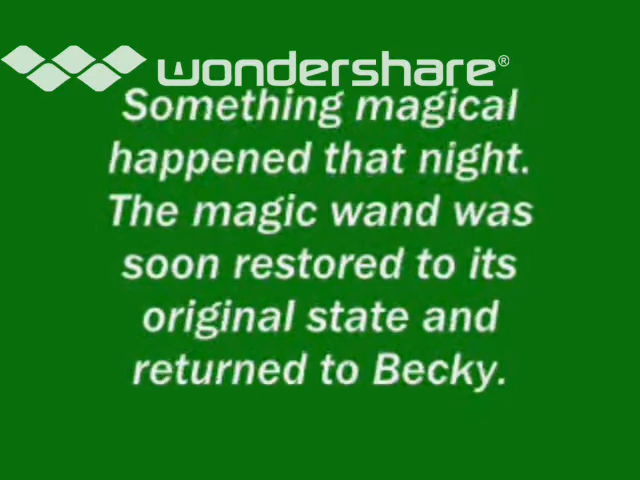 wondershare®
Something magical
happened that night.
The magic wand was
soon restored to its
original state and
returned to Becky.